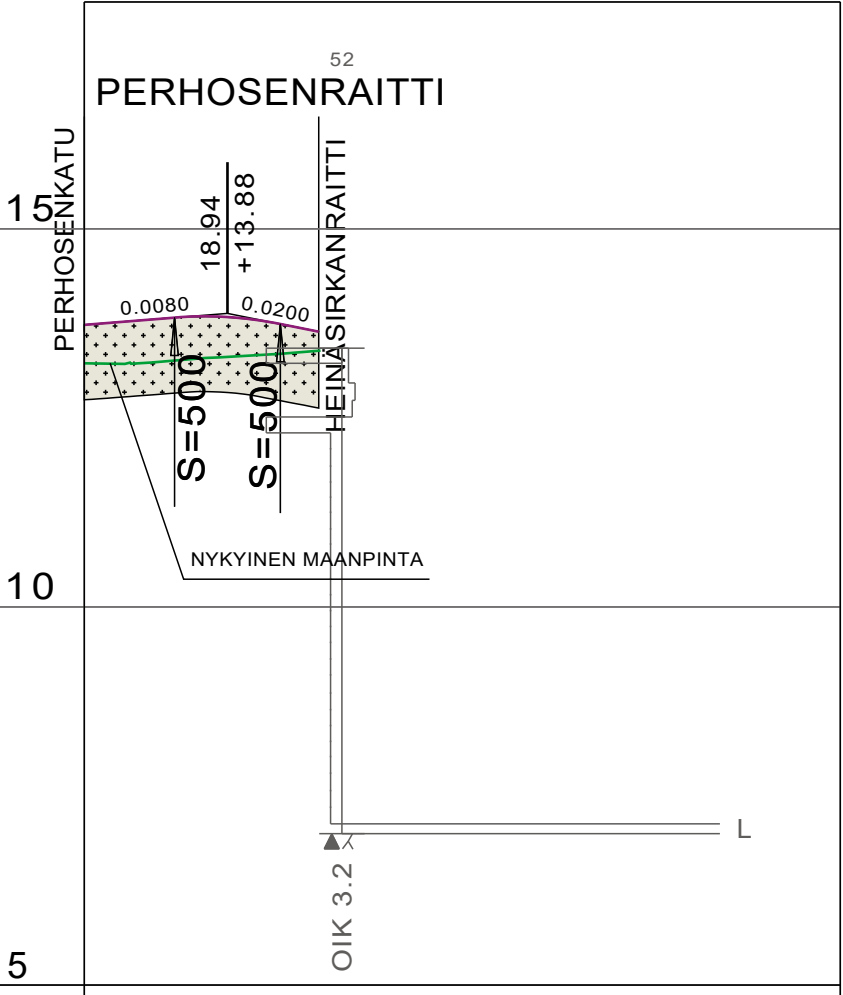 52
PERHOSENRAITTI
PERHOSENKATU
HEINÄSIRKANRAITTI
15
18.94
+13.88
0.0080
0.0200
S=500
S=500
NYKYINEN MAANPINTA
10
L
OIK 3.2
5